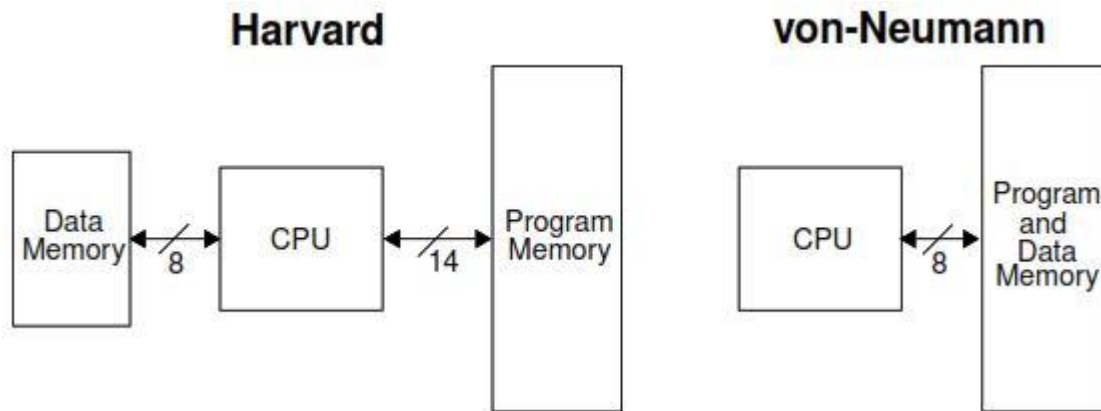 Harvard
von-Neumann
Data
Memory
8
CPU
14
Program
Memory
CPU
8
Program
and
Data
Memory